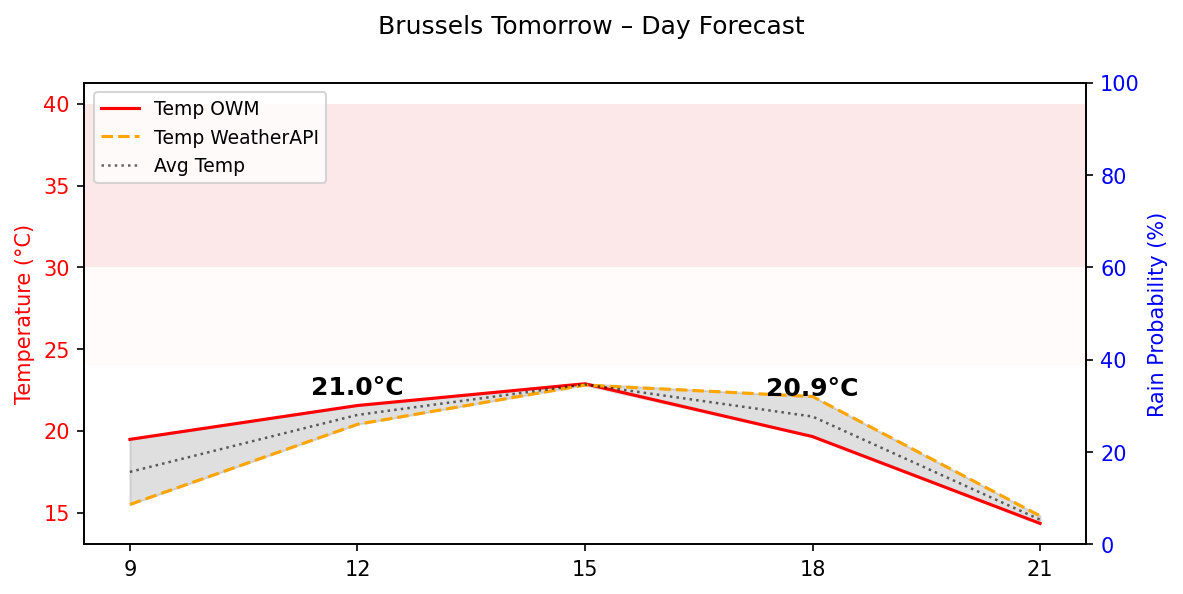 Brussels Tomorrow – Day Forecast
Temp OWM
Temp WeatherAPI
Avg Temp
Temperature (°C)
40
35
30
25
20
15
21.0°C
20.9°C
100
80
60
40
20
0
Rain Probability (%)
9 12 15 18 21